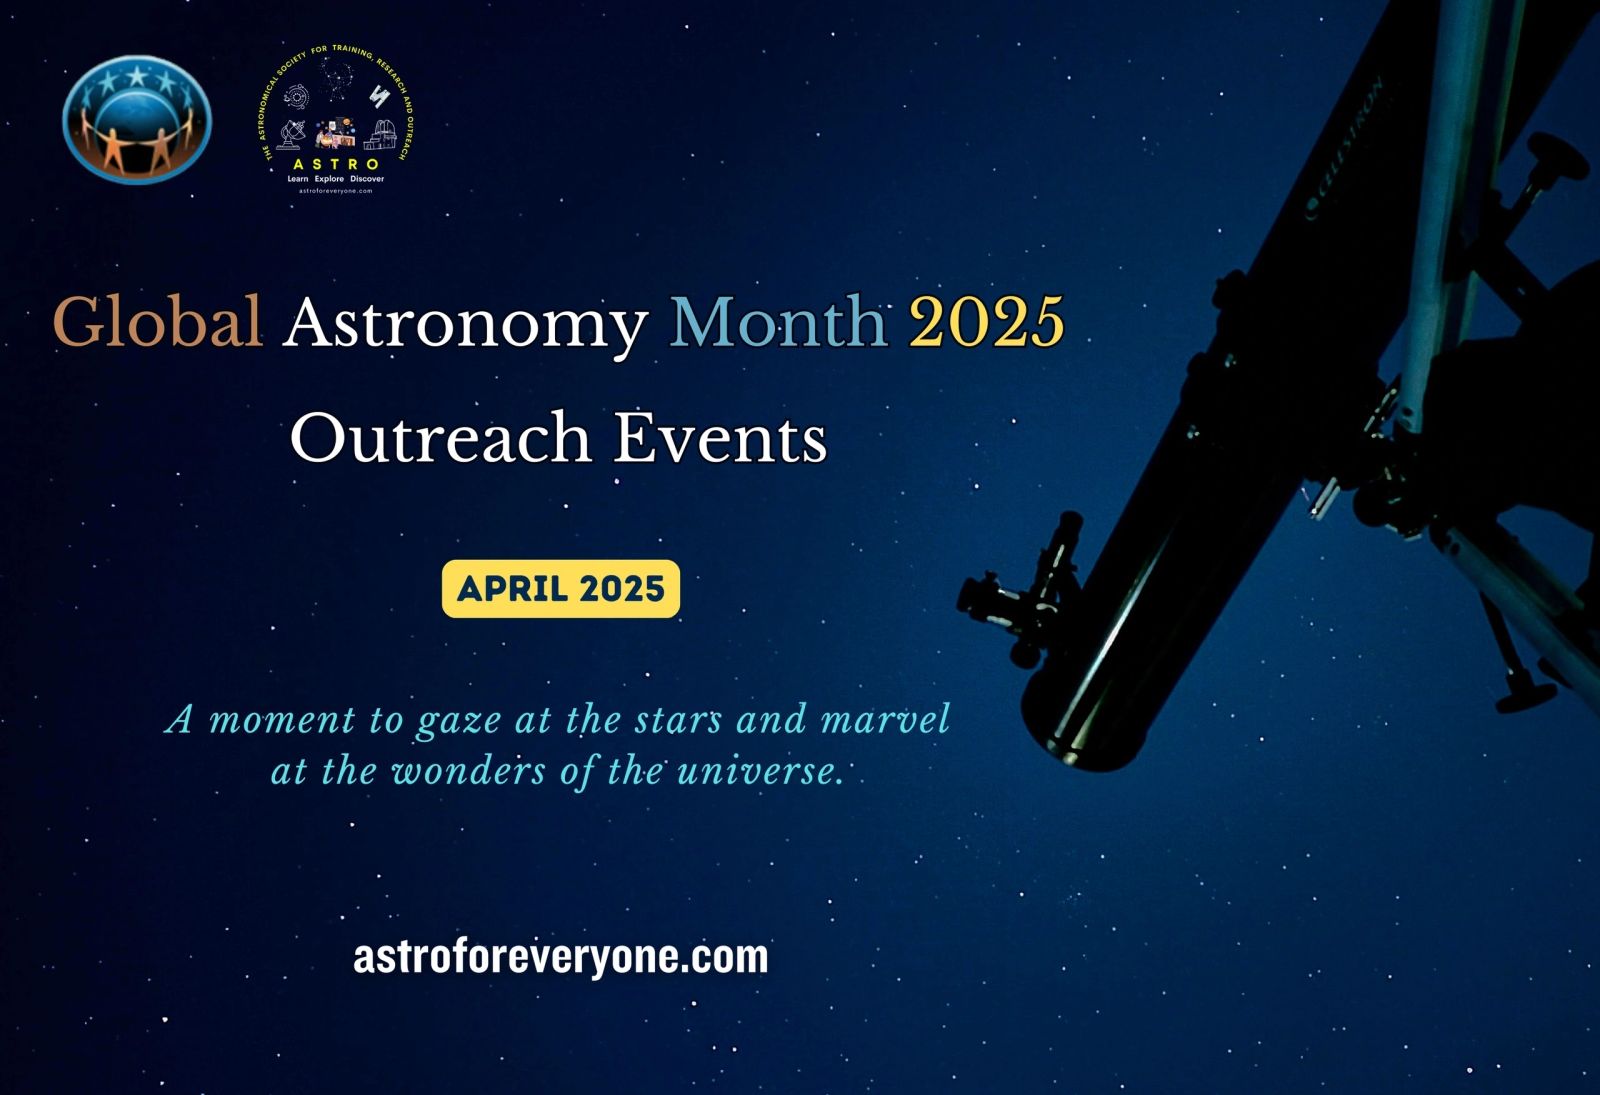 THE ASTRONOMICAL SOCIETY FOR TRAINING, RESEARCH AND OUTREACH
ASTRO
Learn Explore Discover
astroforeveryone.com
CELESTRON
Global Astronomy Month 2025
Outreach Events
APRIL 2025
A moment to gaze at the stars and marvel
at the wonders of the universe.
astroforeveryone.com